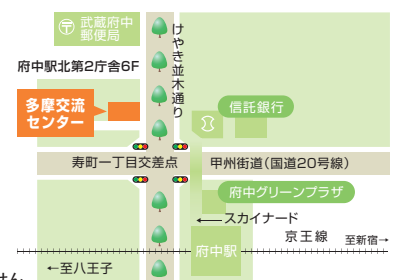 武蔵府中
郵便局
けやき並木通り
府中駅北第2庁舎6F
多摩交流
センター
信託銀行
寿町一丁目交差点
甲州街道(国道20号線)
府中グリーンプラザ
←スカイナード
府中駅
京王線
至新宿→
←至八王子
けん